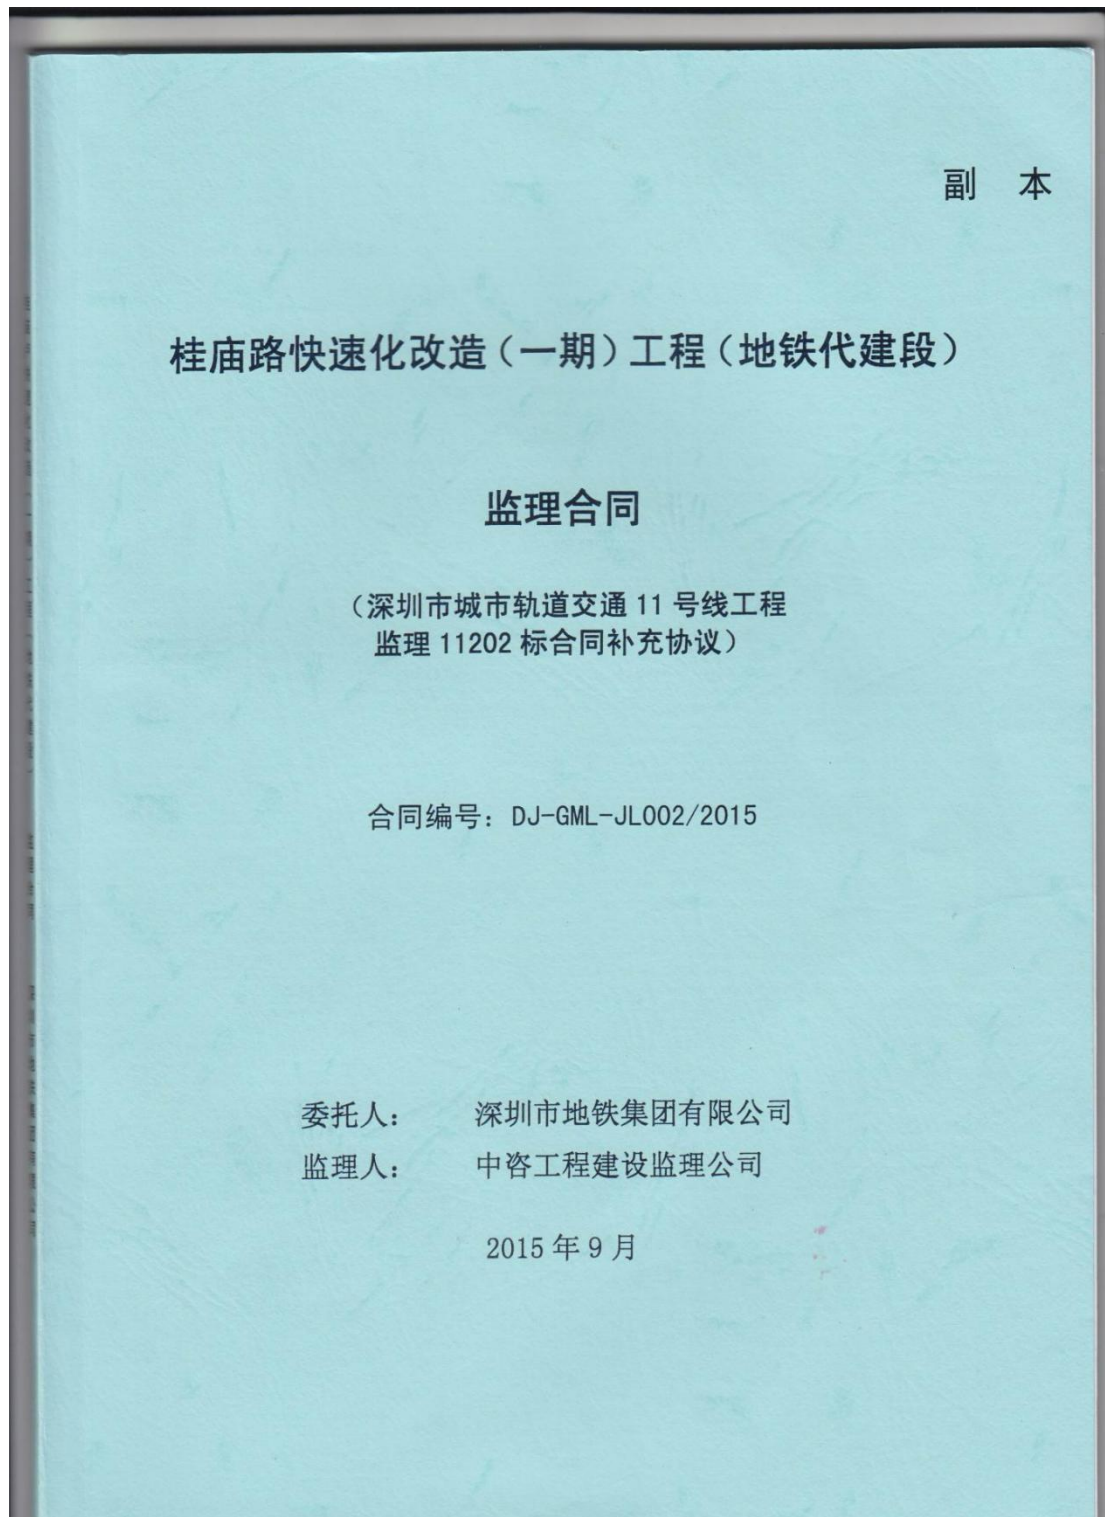 副 本
桂庙路快速化改造（一期）工程（地铁代建段）
监理合同
（深圳市城市轨道交通 11 号线工程
监理 11202 标合同补充协议）
合同编号：DJ-GML-JL002/2015
委托人： 深圳市地铁集团有限公司
监理人： 中咨工程建设监理公司
2015 年 9 月